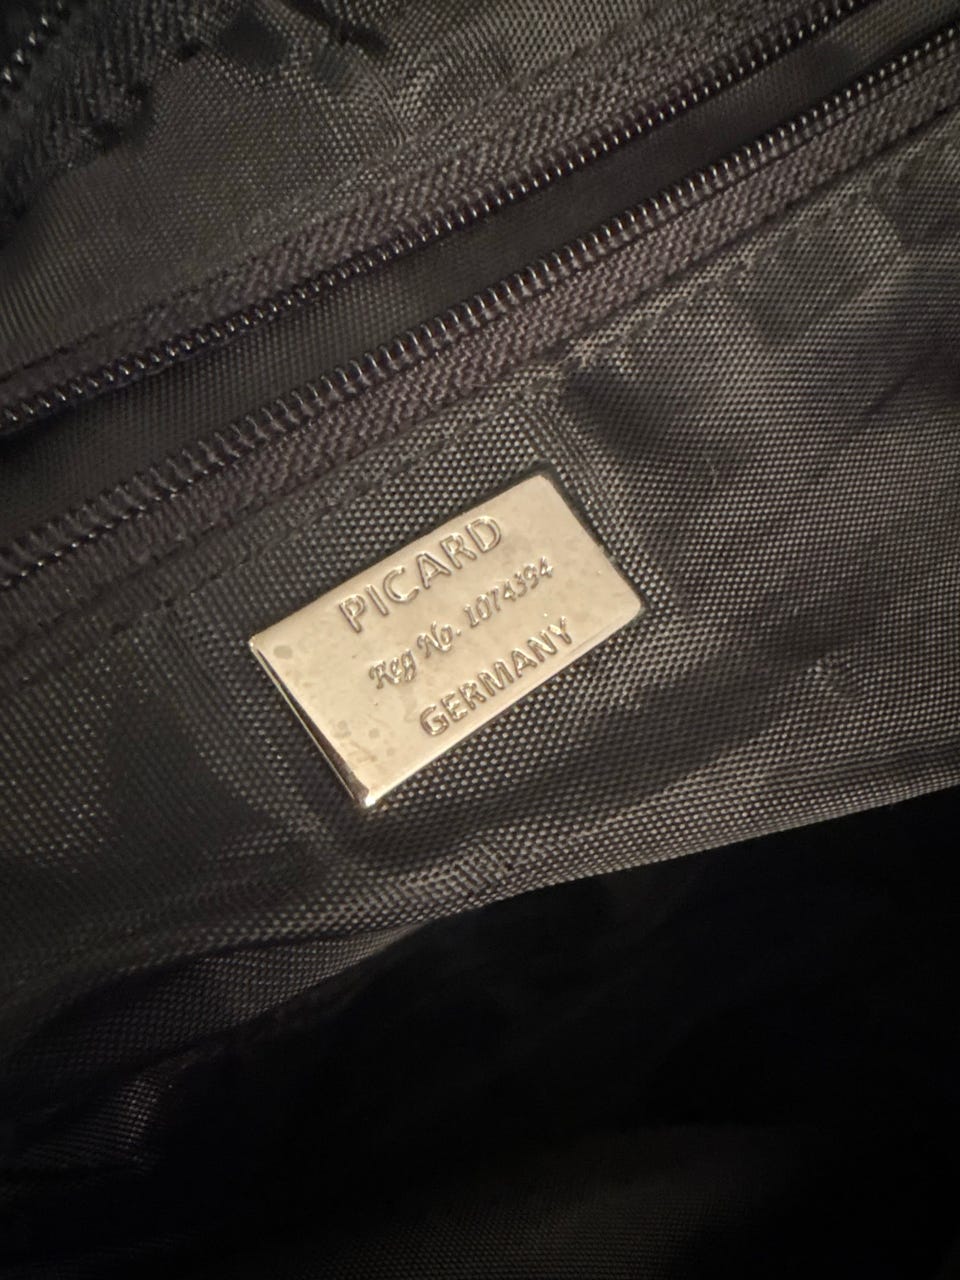 PICARD
Reg No. 1074394
GERMANY